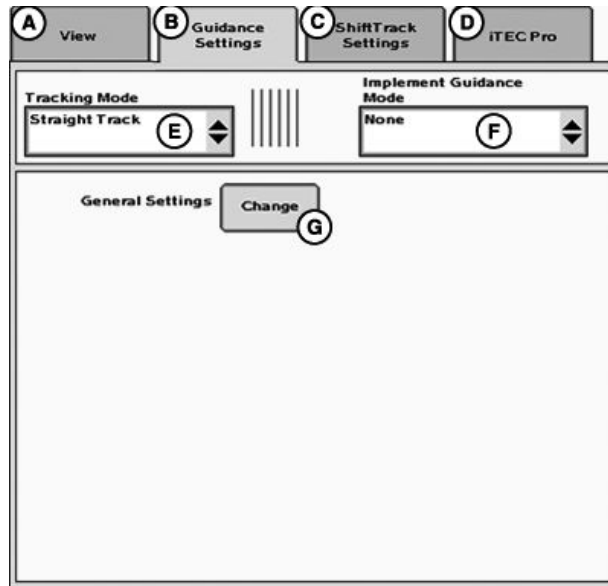 A
View
B
Guidance
Settings
C
ShiftTrack
Settings
D
iTEC Pro
Tracking Mode
Straight Track
E
Implement Guidance
Mode
None
F
General Settings
Change
G